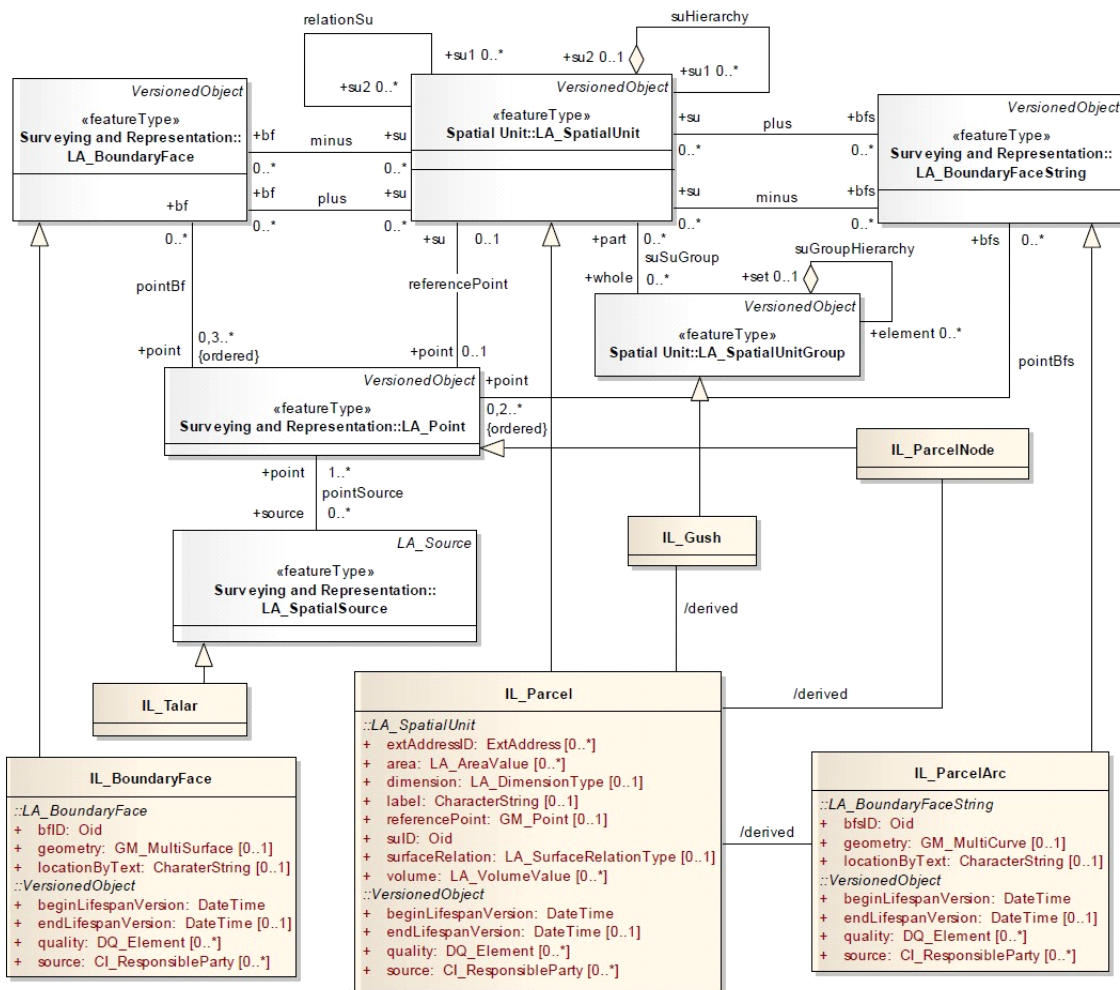 relationSu
suHierarchy
+su1 0..*
+su2 0..1
+su2 0..*
+su1 0..*
VersionedObject
«featureType»
Surveying and Representation::
LA_BoundaryFace
VersionedObject
«featureType»
Spatial Unit::LA_SpatialUnit
VersionedObject
«featureType»
Surveying and Representation::
LA_BoundaryFaceString
+bf
minus
+su
0..*
0..*
+bf
plus
+su
0..*
0..*
+su
plus
+bfs
0..*
0..*
+su
minus
+bfs
0..*
0..*
+bf
0..*
pointBf
0,3..*
+point
{ordered}
+su
0..1
referencePoint
+point
0..1
+part
0..*
suSuGroup
+whole
0..*
suGroupHierarchy
+set 0..1
+element 0..*
+bfs
0..*
pointBfs
VersionedObject
«featureType»
Spatial Unit::LA_SpatialUnitGroup
VersionedObject
«featureType»
Surveying and Representation::LA_Point
+point
0,2..*
{ordered}
IL_ParcelNode
+point
1..*
pointSource
+source
0..*
IL_Gush
LA_Source
«featureType»
Surveying and Representation::
LA_SpatialSource
/derived
IL_Talar
/derived
/derived
IL_BoundaryFace
::LA_BoundaryFace
+ bfID: Oid
+ geometry: GM_MultiSurface [0..1]
+ locationByText: CharaterString [0..1]
::VersionedObject
+ beginLifespanVersion: DateTime
+ endLifespanVersion: DateTime [0..1]
+ quality: DQ_Element [0..*]
+ source: CI_ResponsibleParty [0..*]
IL_Parcel
::LA_SpatialUnit
+ extAddressID: ExtAddress [0..*]
+ area: LA_AreaValue [0..*]
+ dimension: LA_DimensionType [0..1]
+ label: CharacterString [0..1]
+ referencePoint: GM_Point [0..1]
+ suID: Oid
+ surfaceRelation: LA_SurfaceRelationType [0..1]
+ volume: LA_VolumeValue [0..*]
::VersionedObject
+ beginLifespanVersion: DateTime
+ endLifespanVersion: DateTime [0..1]
+ quality: DQ_Element [0..*]
+ source: CI_ResponsibleParty [0..*]
IL_ParcelArc
::LA_BoundaryFaceString
+ bfsID: Oid
+ geometry: GM_MultiCurve [0..1]
+ locationByText: CharacterString [0..1]
::VersionedObject
+ beginLifespanVersion: DateTime
+ endLifespanVersion: DateTime [0..1]
+ quality: DQ_Element [0..*]
+ source: CI_ResponsibleParty [0..*]